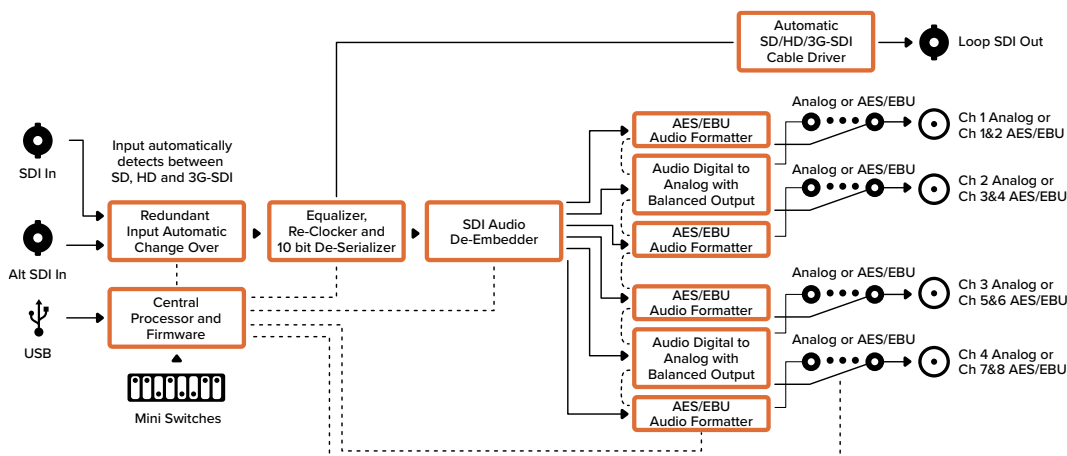 Automatic
SD/HD/3G-SDI
Cable Driver
Loop SDI Out
SDI In
Input automatically
detects between
SD, HD and 3G-SDI
Alt SDI In
Redundant
Input Automatic
Change Over
Equalizer,
Re-Clocker and
10 bit De-Serializer
SDI Audio
De-Embedder
USB
Central
Processor and
Firmware
Mini Switches
AES/EBU
Audio Formatter
Audio Digital to
Analog with
Balanced Output
AES/EBU
Audio Formatter
AES/EBU
Audio Formatter
Audio Digital to
Analog with
Balanced Output
AES/EBU
Audio Formatter
Analog or AES/EBU
Ch 1 Analog or
Ch 1&2 AES/EBU
Analog or AES/EBU
Ch 2 Analog or
Ch 3&4 AES/EBU
Analog or AES/EBU
Ch 3 Analog or
Ch 5&6 AES/EBU
Analog or AES/EBU
Ch 4 Analog or
Ch 7&8 AES/EBU